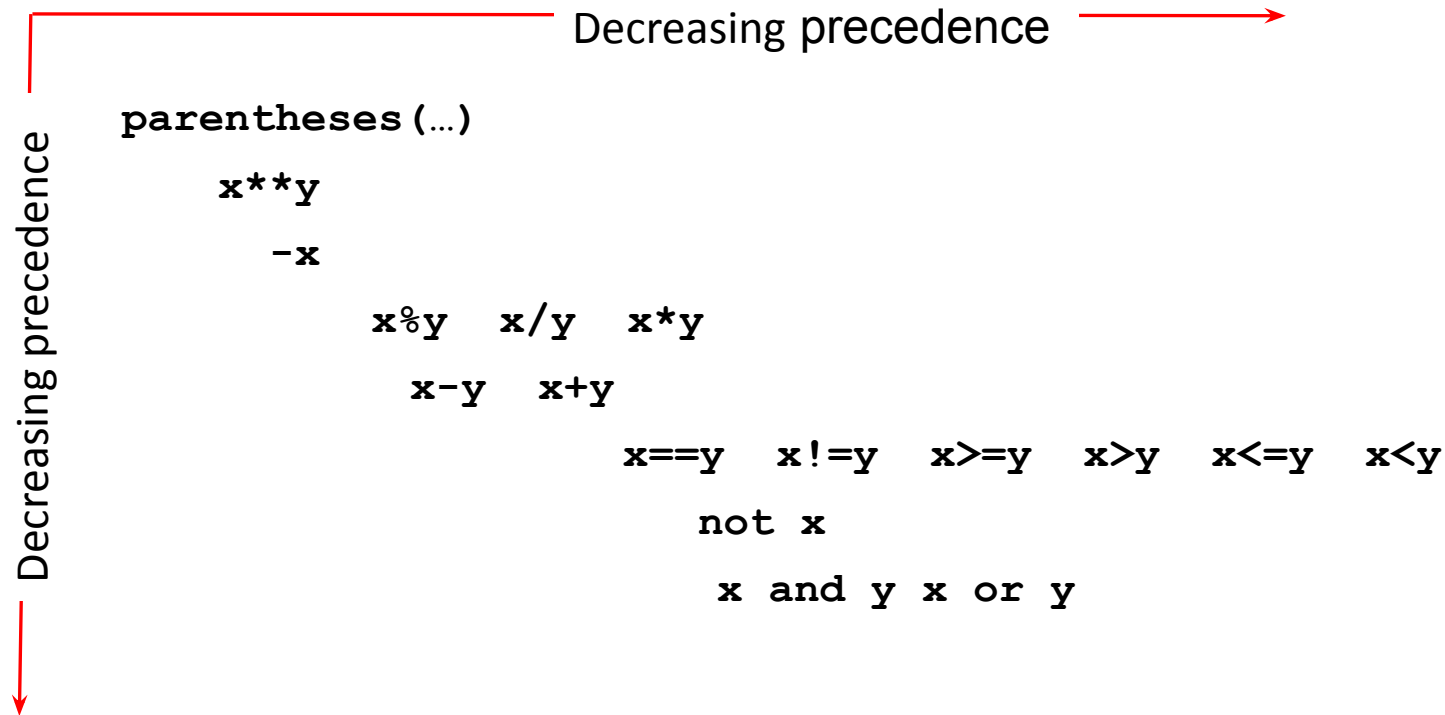 Decreasing precedence
Decreasing precedence
parentheses(…)
x**y
-x
x%y x/y x*y
x-y x+y
x==y x!=y x>=y x>y x<=y x<y
not x
x and y x or y